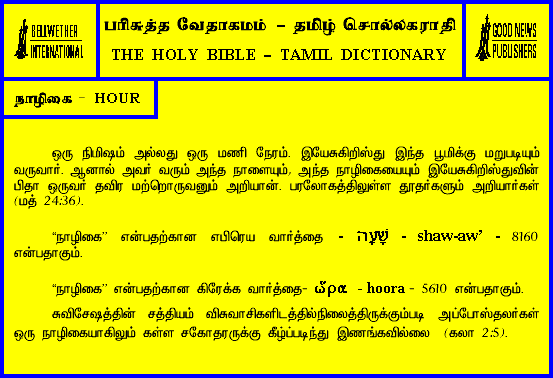 BELLWETHER
INTERNATIONAL
பரிசுத்த வேதாகமம் – தமிழ் சொல்லகராதி
THE HOLY BIBLE – TAMIL DICTIONARY
GOOD NEWS
PUBLISHERS
நாழிகை - HOUR
ஒரு நிமிஷம் அல்லது ஒரு மணி நேரம். இயேசுகிறிஸ்து இந்த பூமிக்கு மறுபடியும்
வருவார். ஆனால் அவர் வரும் அந்த நாளையும், அந்த நாழிகையையும் இயேசுகிறிஸ்துவின்
பிதா ஒருவர் தவிர மற்றொருவனும் அறியான். பரலோகத்திலுள்ள தூதர்களும் அறியார்கள்
(மத் 24:36).
“நாழிகை” என்பதற்கான எபிரெய வார்த்தை - שָׁעָה - shaw-aw’ - 8160
என்பதாகும்.
“நாழிகை” என்பதற்கான கிரேக்க வார்த்தை- ὥρα - hoora - 5610 என்பதாகும்.
சுவிசேஷத்தின் சத்தியம் விசுவாசிகளிடத்தில்நிலைத்திருக்கும்படி அப்போஸ்தலர்கள்
ஒரு நாழிகையாகிலும் கள்ள சகோதரருக்கு கீழ்ப்படிந்து இணங்கவில்லை (கலா 2:5).